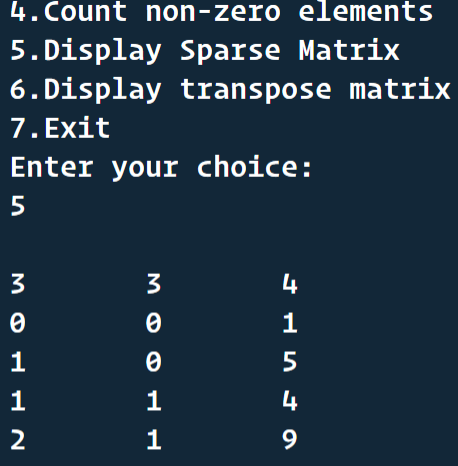 4.Count non-zero elements
5.Display Sparse Matrix
6.Display transpose matrix
7.Exit
Enter your choice:
5
3 3 4
0 0 1
1 0 5
1 1 4
2 1 9